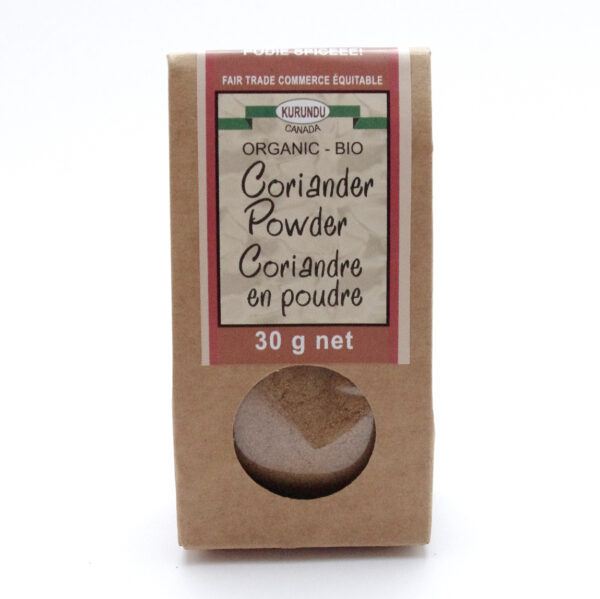 FAIR TRADE COMMERCE ÉQUITABLE
KURUNDU
CANADA
ORGANIC - BIO
Coriander
Powder
Coriandre
en poudre
30 g net